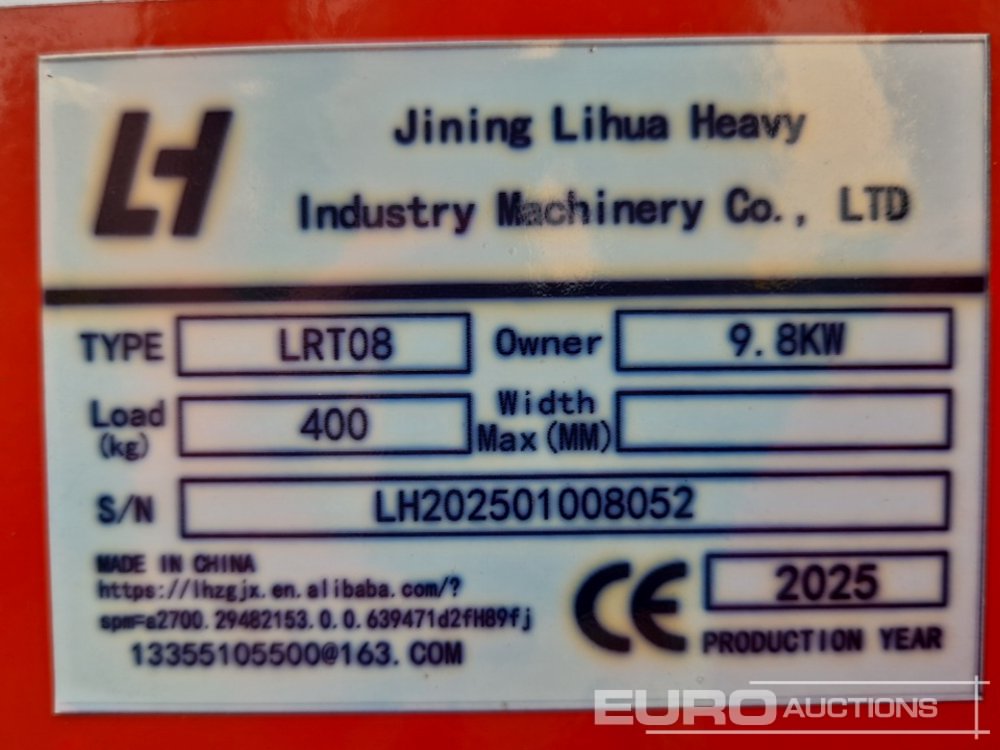 LH
Jining Lihua Heavy
Industry Machinery Co., LTD
TYPE LRT08 Owner 9.8KW
Load (kg) 400 Width Max(MM)
S/N LH202501008052
MADE IN CHINA
https://lhzgjx.en.alibaba.com/?
spm=a2700.29482153.0.0.639471d2fH89fj
13355105500@163.COM
CE
2025
PRODUCTION YEAR
EURO AUCTIONS